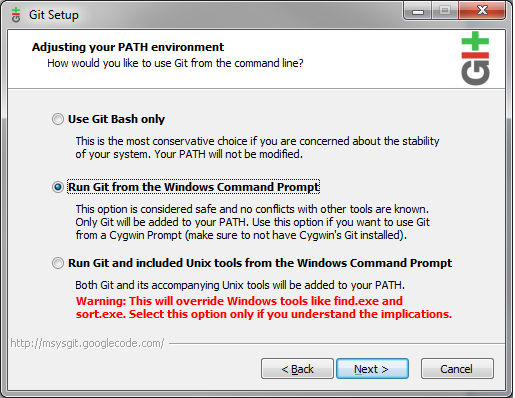 Git Setup
Adjusting your PATH environment
How would you like to use Git from the command line?
GIT
Use Git Bash only
This is the most conservative choice if you are concerned about the stability
of your system. Your PATH will not be modified.
Run Git from the Windows Command Prompt
This option is considered safe and no conflicts with other tools are known.
Only Git will be added to your PATH. Use this option if you want to use Git
from a Cygwin Prompt (make sure to not have Cygwin's Git installed).
Run Git and included Unix tools from the Windows Command Prompt
Both Git and its accompanying Unix tools will be added to your PATH.
Warning: This will override Windows tools like find.exe and
sort.exe. Select this option only if you understand the implications.
http://msysgit.googlecode.com/
< Back
Next >
Cancel